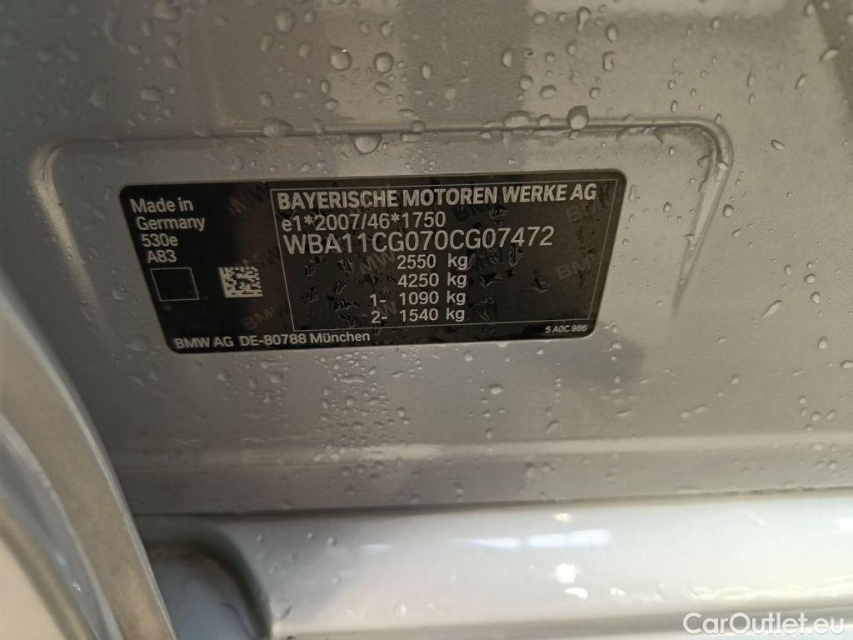 Made in
Germany
530e
A83
BAYERISCHE MOTOREN WERKE AG
e1*2007/46*1750
WBA11CG070CG07472
2550 kg
4250 kg
1- 1090 kg
2- 1540 kg
BMW AG DE-80788 München
5 A0C 986
CarOutlet.eu